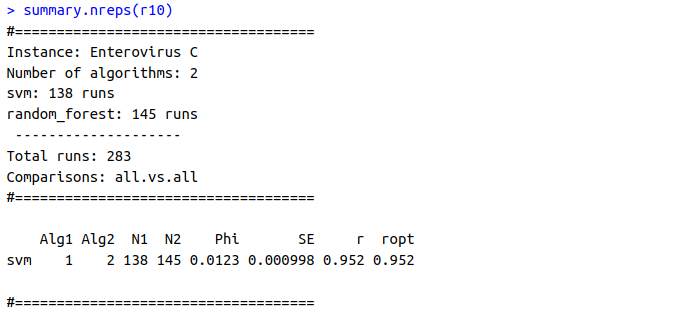 > summary.nreps(r10)
#====================================
Instance: Enterovirus C
Number of algorithms: 2
svm: 138 runs
random_forest: 145 runs
 --------------------
Total runs: 283
Comparisons: all.vs.all
#====================================
    Alg1 Alg2  N1  N2    Phi       SE     r  ropt
svm    1    2 138 145 0.0123 0.000998 0.952 0.952
#====================================